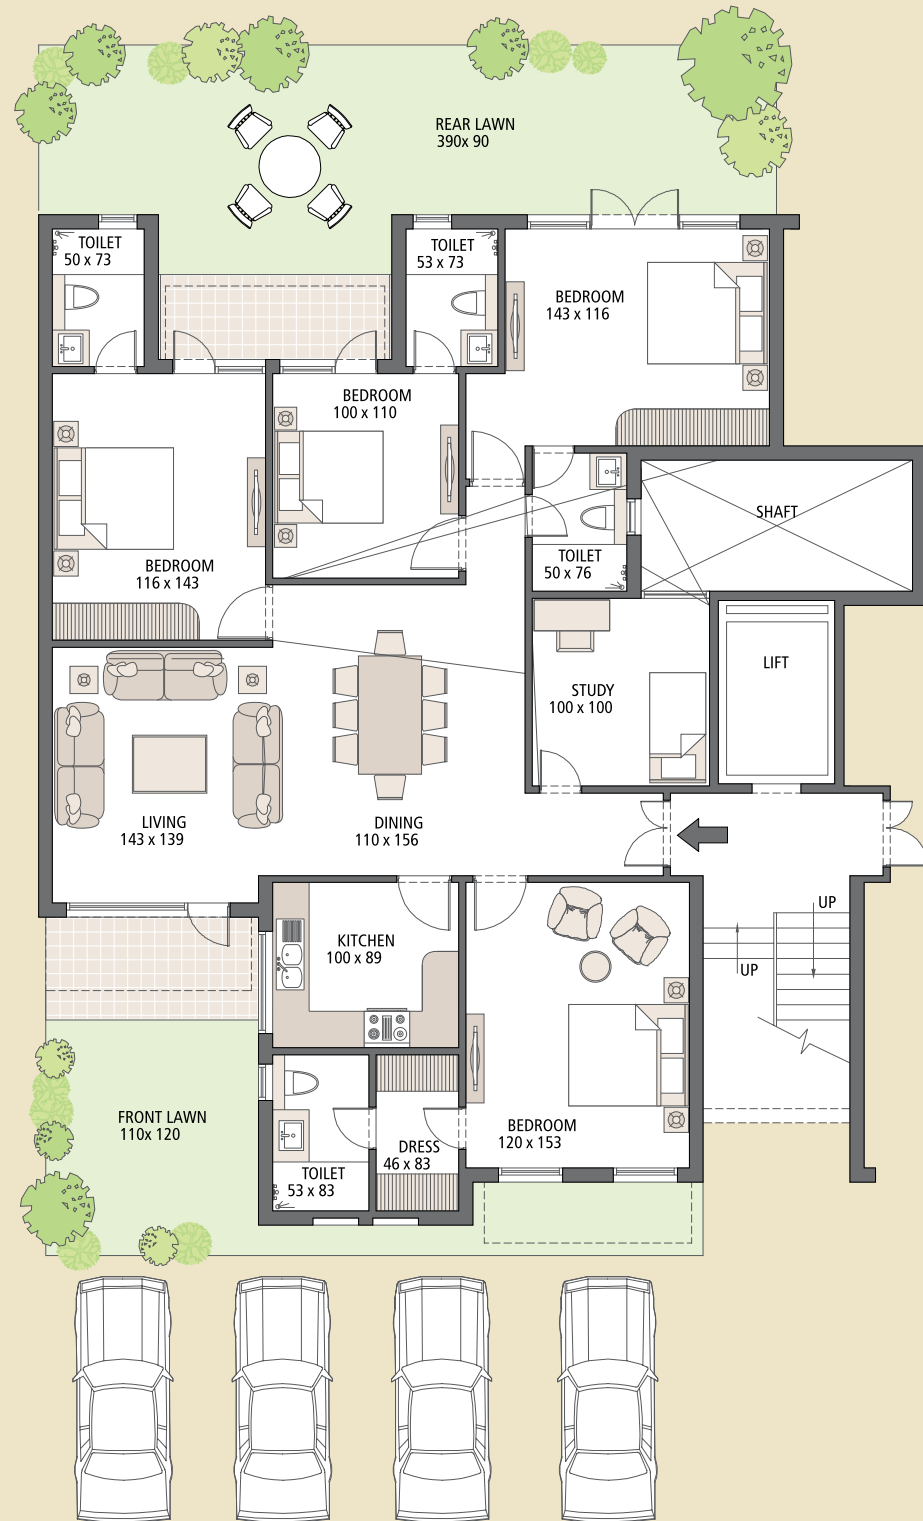 REAR LAWN
390x 90
TOILET
50 x 73
TOILET
53 x 73
BEDROOM
143 x 116
BEDROOM
100 x 110
SHAFT
BEDROOM
116 x 143
TOILET
50 x 76
LIFT
STUDY
100 x 100
LIVING
143 x 139
DINING
110 x 156
UP
KITCHEN
100 x 89
UP
FRONT LAWN
110x 120
BEDROOM
120 x 153
DRESS
46 x 83
TOILET
53 x 83